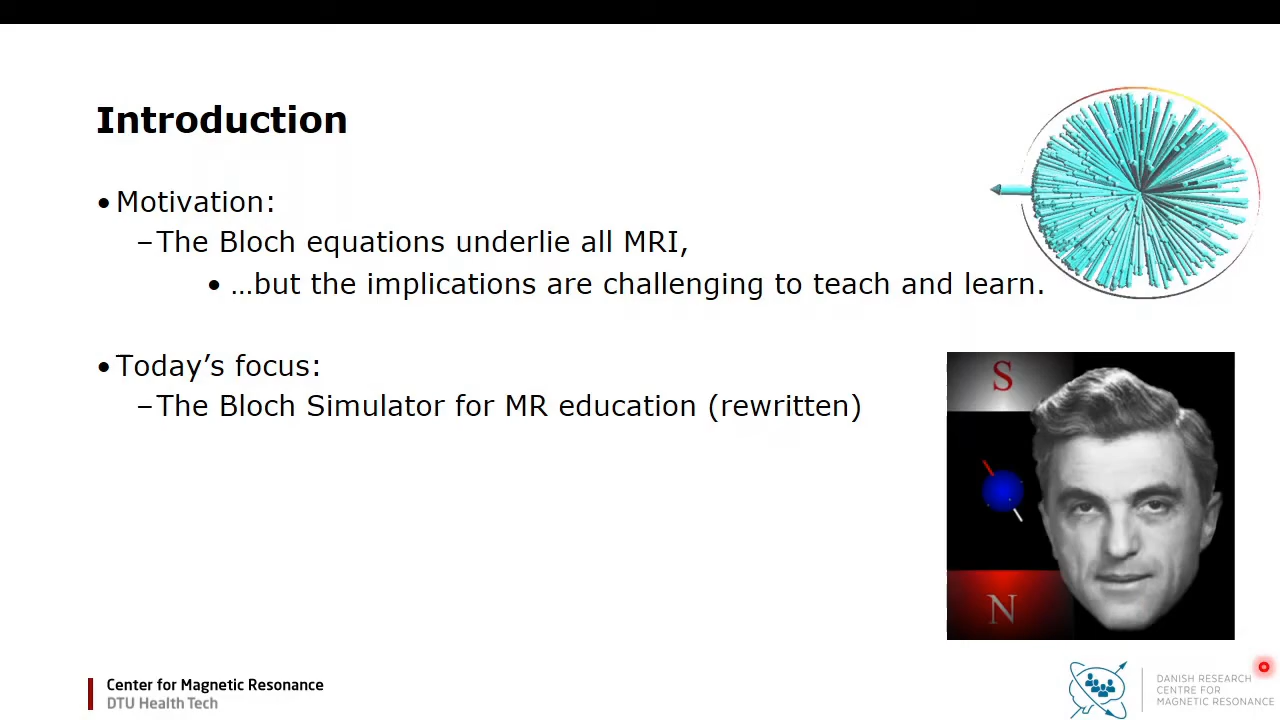 Introduction
•Motivation:
–The Bloch equations underlie all MRI,
• …but the implications are challenging to teach and learn.
•Today’s focus:
–The Bloch Simulator for MR education (rewritten)
S
N
Center for Magnetic Resonance
DTU Health Tech
DANISH RESEARCH
CENTRE FOR
MAGNETIC RESONANCE